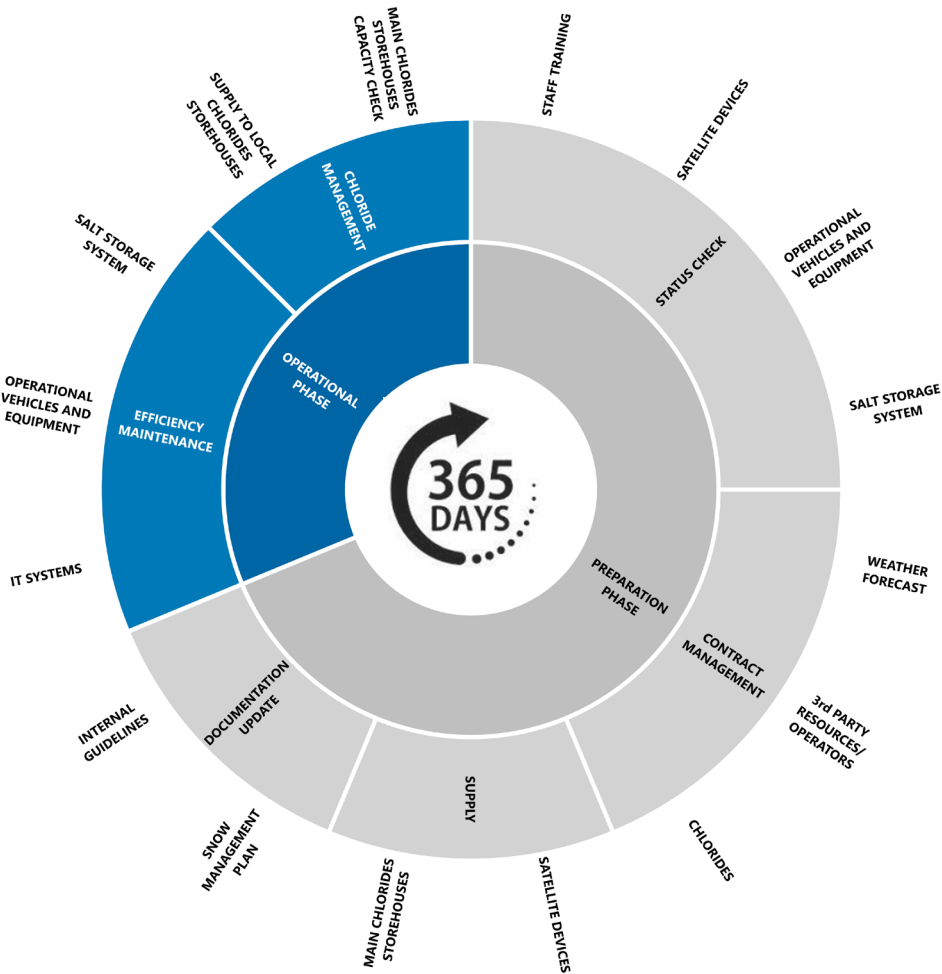 MAIN CHLORIDES
STOREHOUSES
CAPACITY CHECK
STAFF TRAINING
SATELLITE DEVICES
OPERATIONAL
VEHICLES AND
EQUIPMENT
SALT STORAGE
SYSTEM
WEATHER
FORECAST
3rd PARTY
RESOURCES/
OPERATORS
CHLORIDES
SATELLITE DEVICES
MAIN CHLORIDES
STOREHOUSES
SNOW
MANAGEMENT
PLAN
INTERNAL
GUIDELINES
IT SYSTEMS
OPERATIONAL
VEHICLES AND
EQUIPMENT
SALT STORAGE
SYSTEM
SUPPLY TO LOCAL
CHLORIDES
STOREHOUSES
CHLORIDE
MANAGEMENT
STATUS CHECK
CONTRACT
MANAGEMENT
SUPPLY
DOCUMENTATION
UPDATE
EFFICIENCY
MAINTENANCE
OPERATIONAL
PHASE
PREPARATION
PHASE
365
DAYS